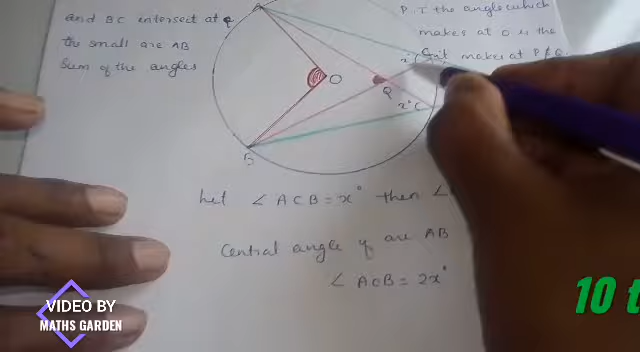 and BC intersect at Q
the small arc AB
Sum of the angles
P.T the angle which
makes at O is the
makes at P & Q.
O
Q
x°
x° C
B
Let ∠ACB = x° then ∠
Central angle of arc AB
∠AOB = 2x°
VIDEO BY
MATHS GARDEN
10 t